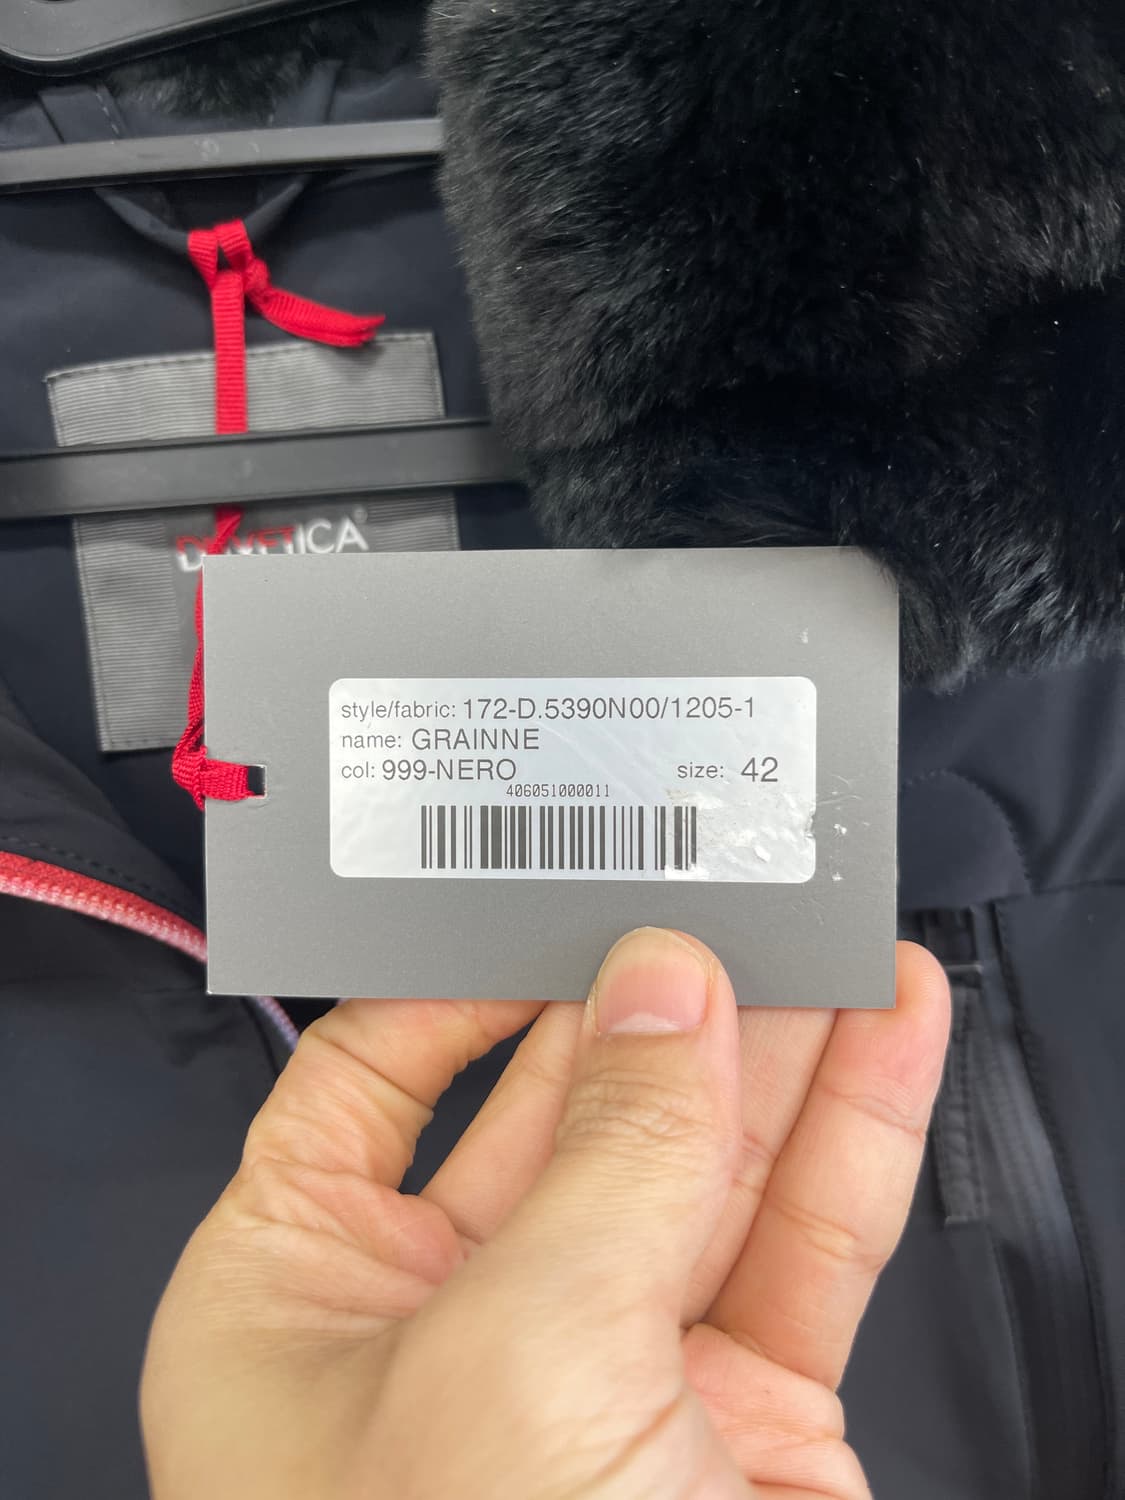 style/fabric: 172-D.5390N00/1205-1
name: GRAINNE
col: 999-NERO size: 42
406051000011